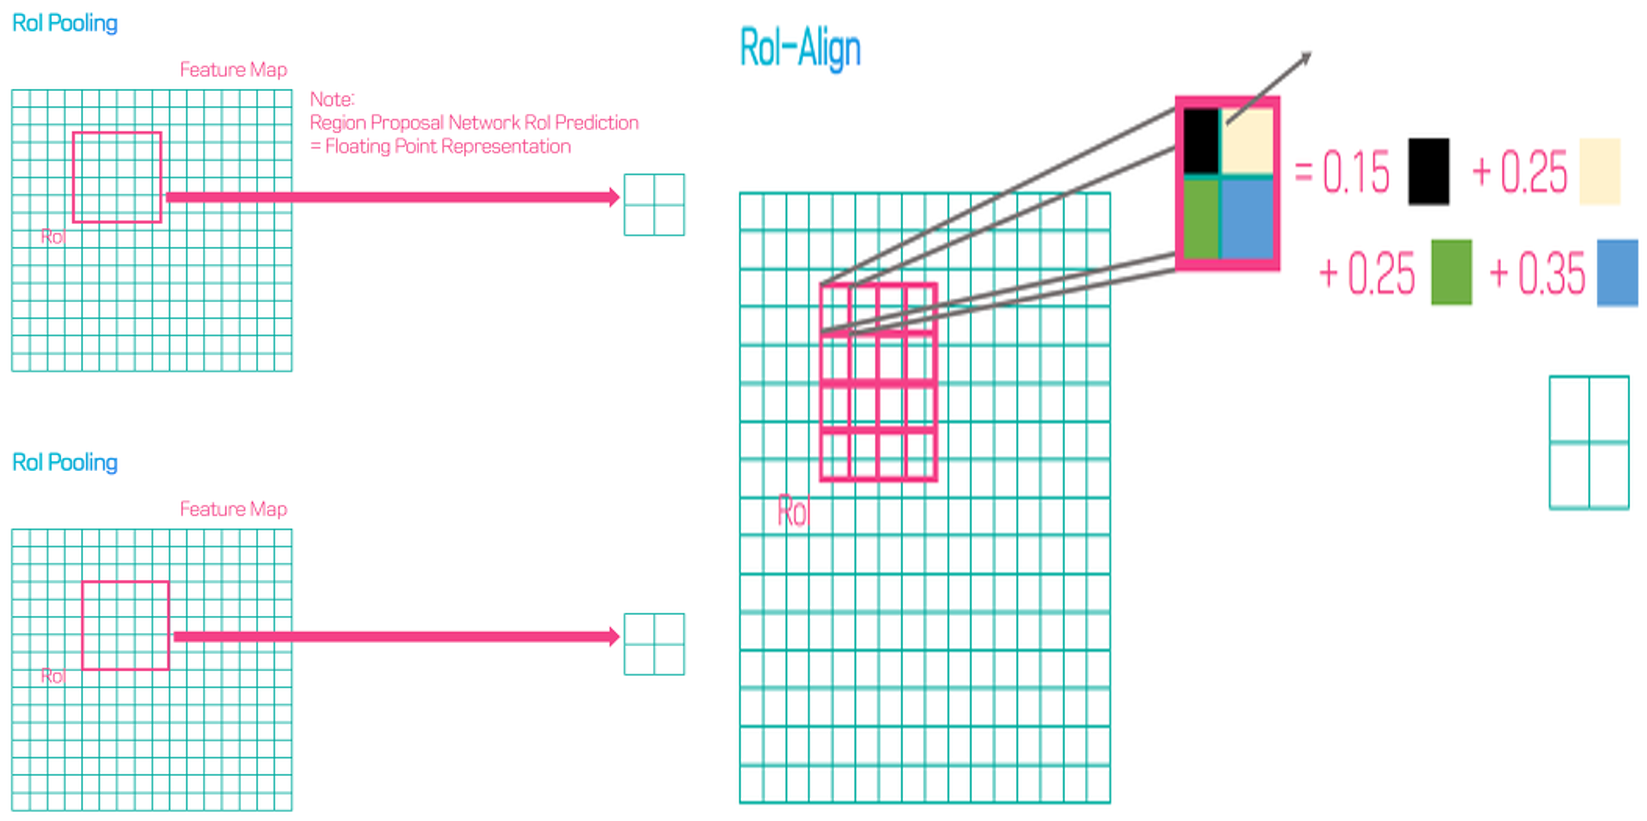 RoI Pooling
Feature Map
Note:
Region Proposal Network RoI Prediction
= Floating Point Representation
RoI
RoI Pooling
Feature Map
RoI
RoI-Align
= 0.15 + 0.25
+ 0.25 + 0.35
RoI